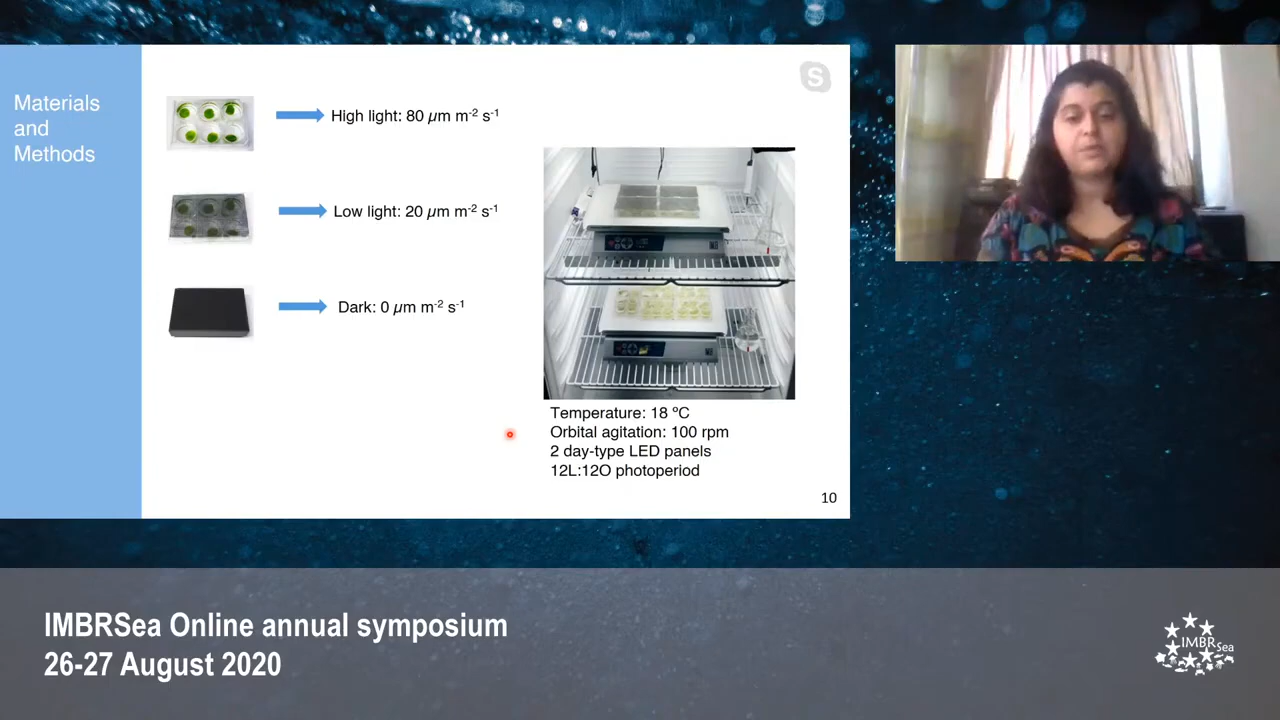 Materials
and
Methods
S
High light: 80 µm m-2 s-1
Low light: 20 µm m-2 s-1
Dark: 0 µm m-2 s-1
Temperature: 18 ºC
Orbital agitation: 100 rpm
2 day-type LED panels
12L:12O photoperiod
10
IMBRSea Online annual symposium
26-27 August 2020
IMBRSea